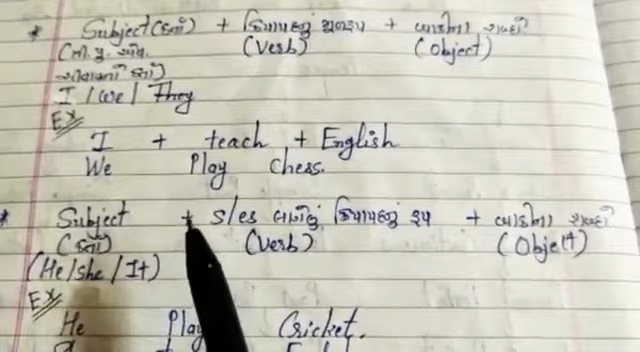 * Subject (કર્તા) + ક્રિયાપદનું મૂળરૂપ + બાકીના શબ્દો
(Verb) (Object)
I / We / They
Ex
I + teach + English
We Play chess.
* Subject + s/es લાગેલું ક્રિયાપદનું રૂપ + બાકીના શબ્દો
(કર્તા) (Verb) (Object)
(He/she/It)
Ex
He Play Cricket.